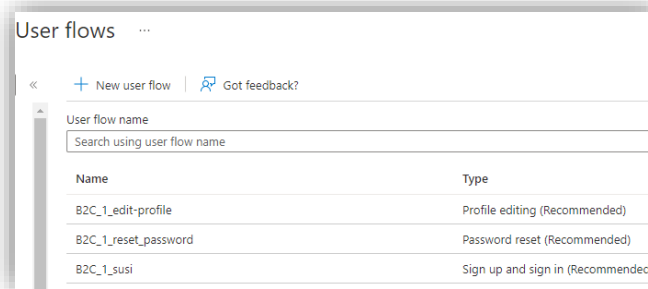 User flows ...
« + New user flow Got feedback?
User flow name
Search using user flow name
Name Type
B2C_1_edit-profile Profile editing (Recommended)
B2C_1_reset_password Password reset (Recommended)
B2C_1_susi Sign up and sign in (Recommended